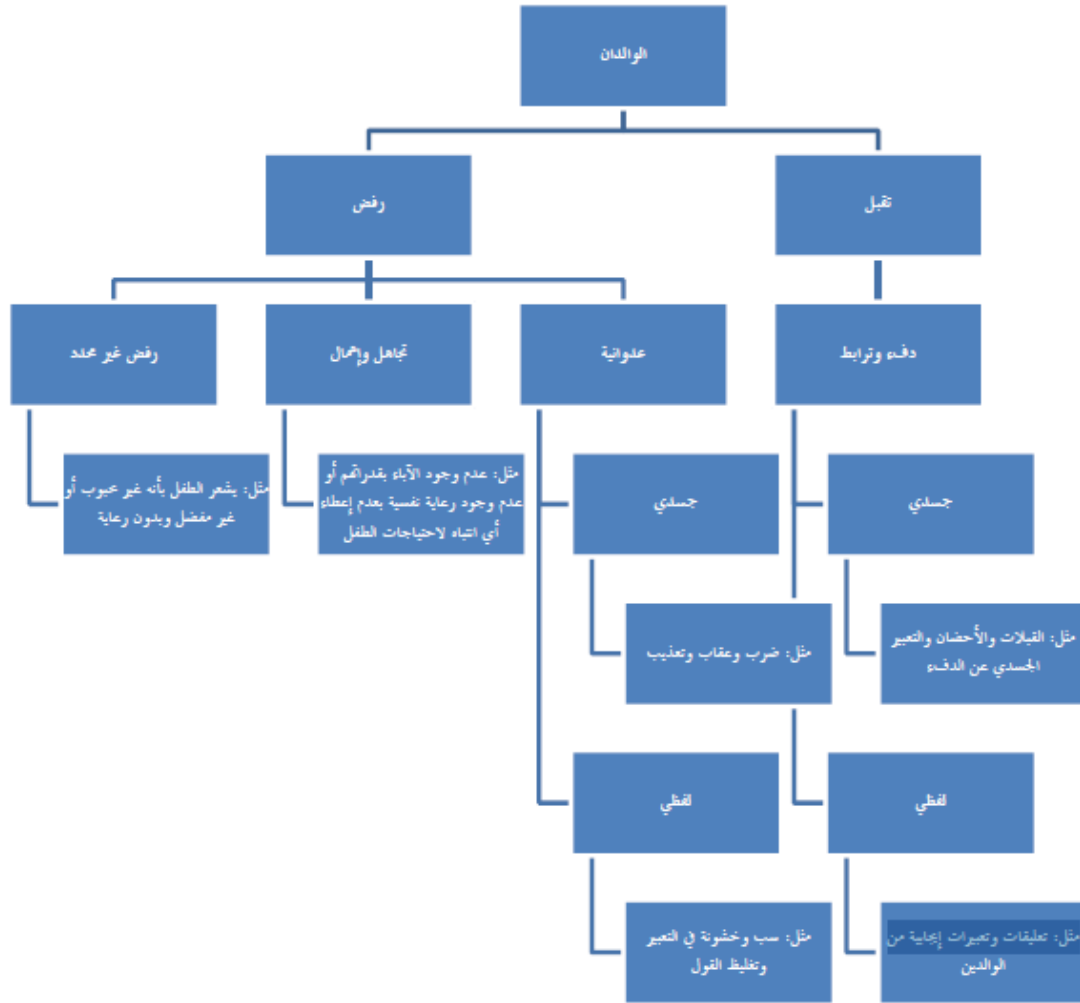 الوالدان
تقبل
رفض
دفء وترابط
عدوانية
تجاهل وإهمال
رفض غير محدد
جسدي
جسدي
مثل: عدم وجود الآباء بقدراتهم أو
عدم وجود رعاية نفسية بعدم إعطاء
أي انتباه لاحتياجات الطفل
مثل: يشعر الطفل بأنه غير محبوب أو
غير مفضل وبدون رعاية
مثل: القبلات والأحضان والتعبير
الجسدي عن الدفء
مثل: ضرب وعقاب وتعذيب
لفظي
لفظي
مثل: تعليقات وتعبيرات إيجابية من
الوالدين
مثل: سب وخشونة في التعبير
وتغليظ القول